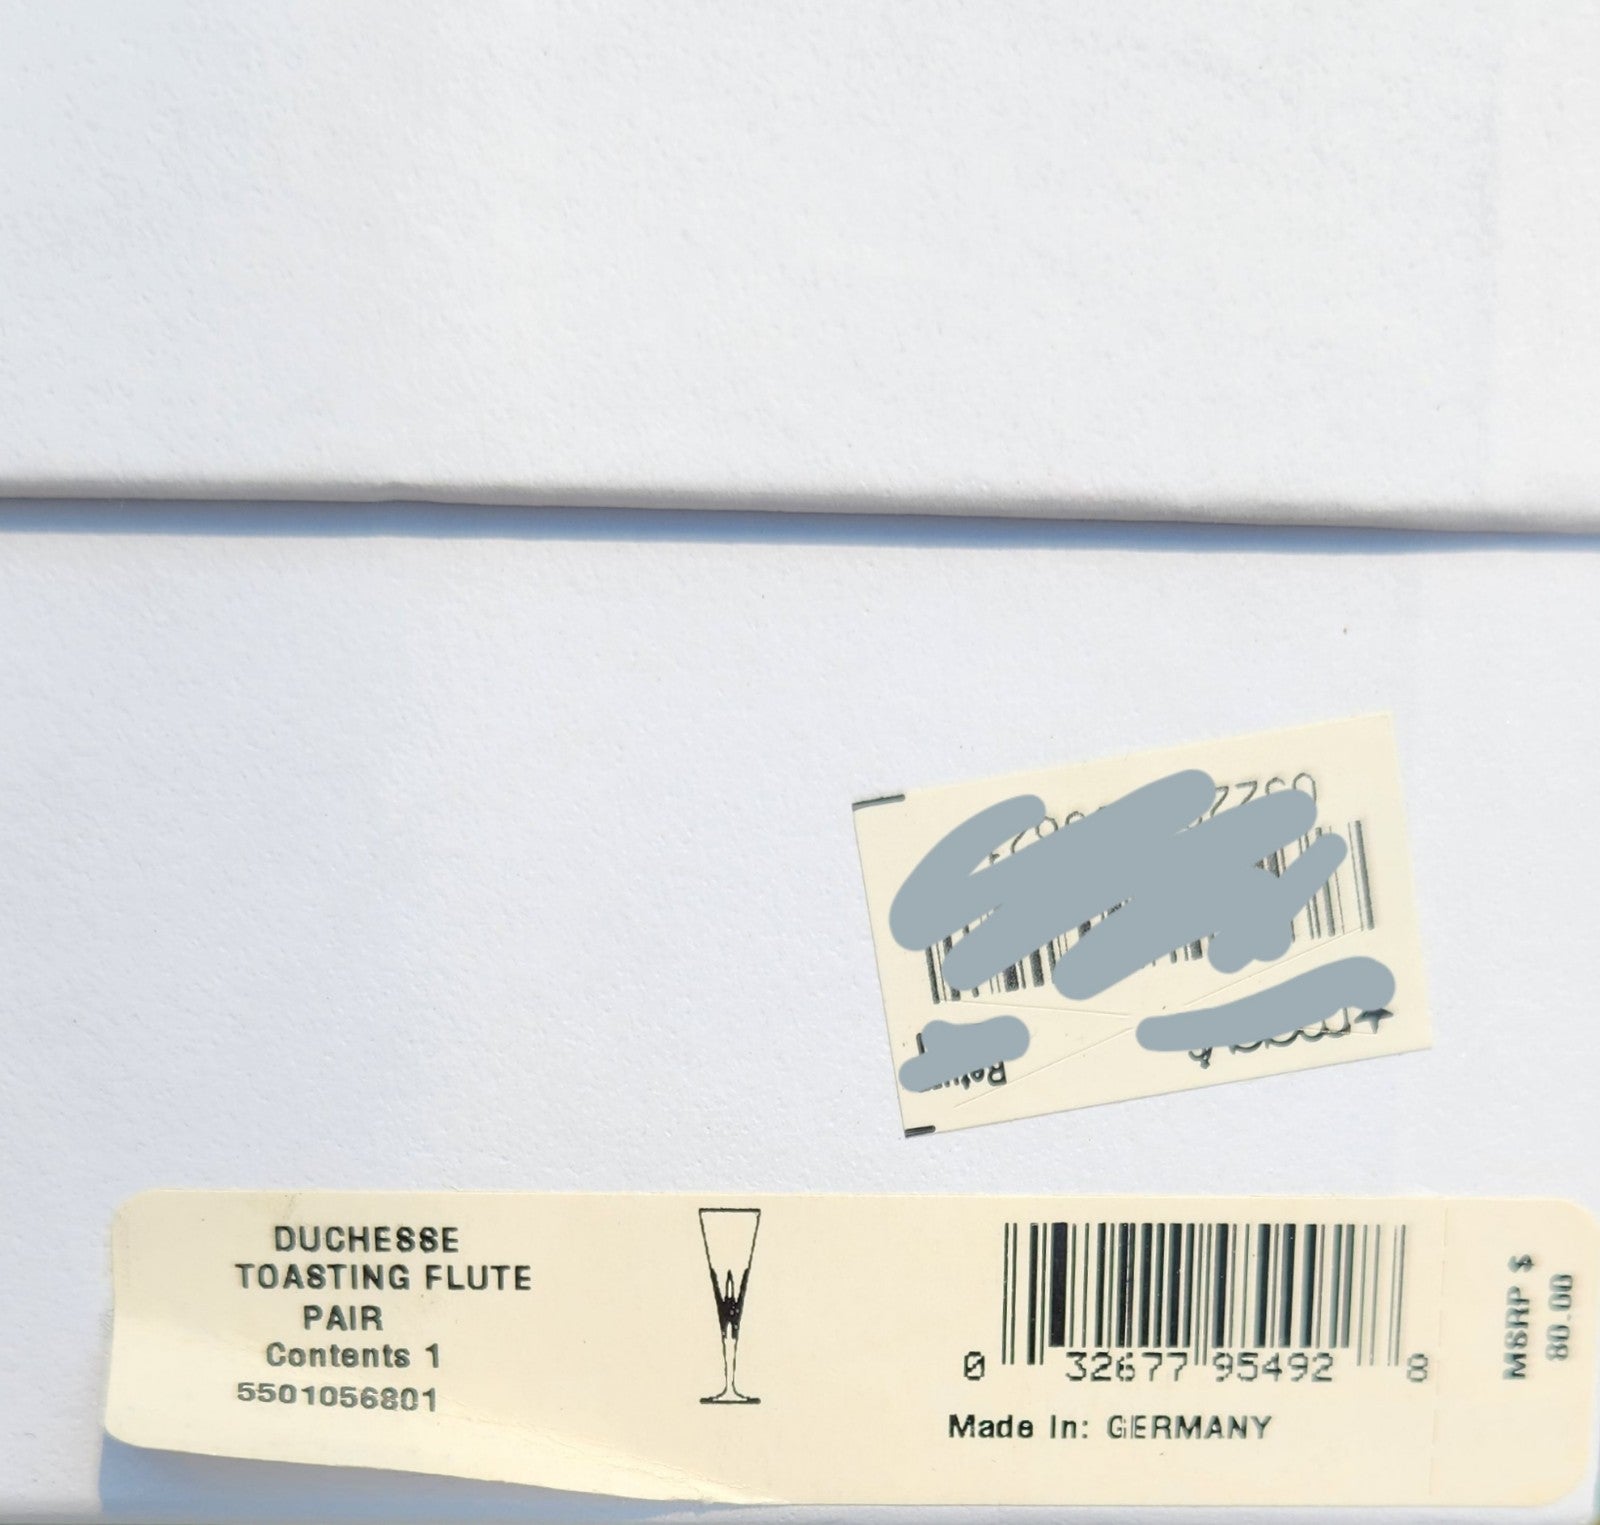 DUCHESSE
TOASTING FLUTE
PAIR
Contents 1
5501056801
0 32677 95492 8
Made In: GERMANY
MSRP $
80.00